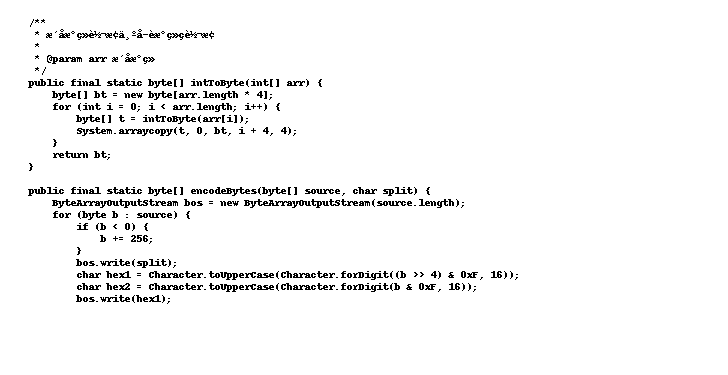 /**
 * æ´åæ°ç»è½¬æ¢ä¸ºå­èæ°ç»çè½¬æ¢
 *
 * @param arr æ´åæ°ç»
 */
public final static byte[] intToByte(int[] arr) {
    byte[] bt = new byte[arr.length * 4];
    for (int i = 0; i < arr.length; i++) {
        byte[] t = intToByte(arr[i]);
        System.arraycopy(t, 0, bt, i + 4, 4);
    }
    return bt;
}

public final static byte[] encodeBytes(byte[] source, char split) {
    ByteArrayOutputStream bos = new ByteArrayOutputStream(source.length);
    for (byte b : source) {
        if (b < 0) {
            b += 256;
        }
        bos.write(split);
        char hex1 = Character.toUpperCase(Character.forDigit((b >> 4) & 0xF, 16));
        char hex2 = Character.toUpperCase(Character.forDigit(b & 0xF, 16));
        bos.write(hex1);